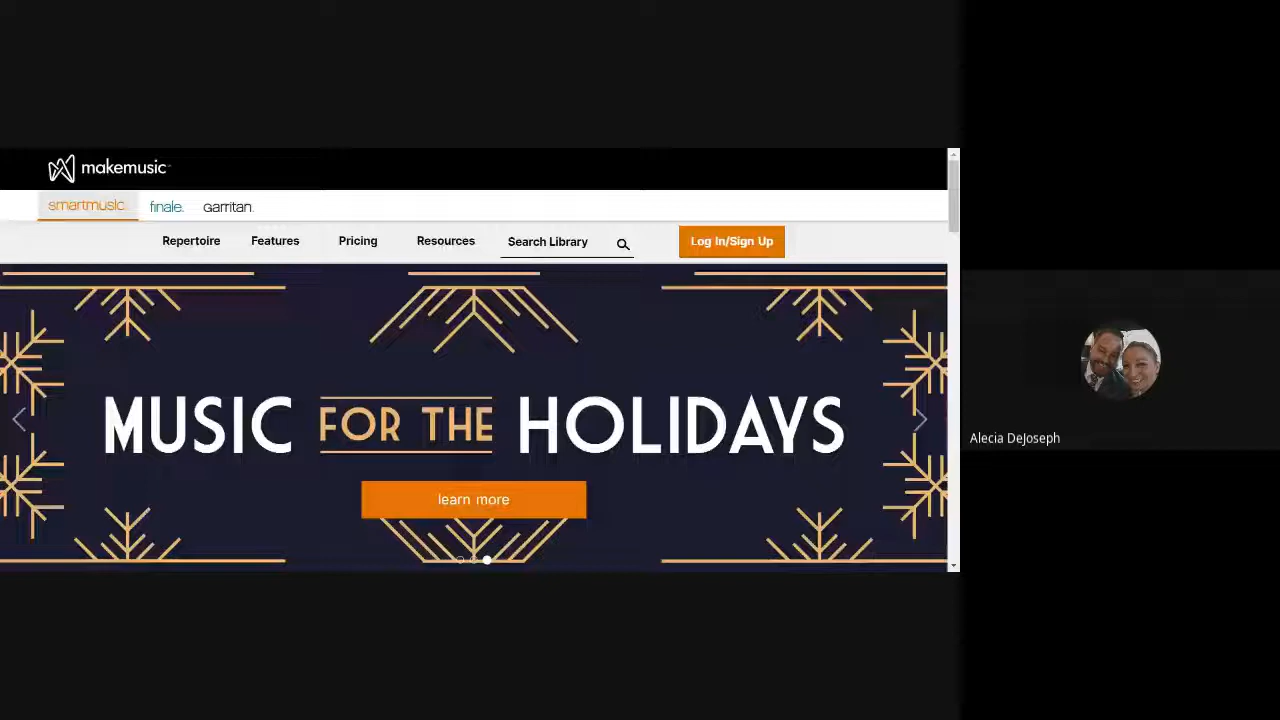 makemusic
smartmusic. finale. garritan.
Repertoire Features Pricing Resources Search Library Log In/Sign Up
MUSIC FOR THE HOLIDAYS
learn more
Alecia DeJoseph